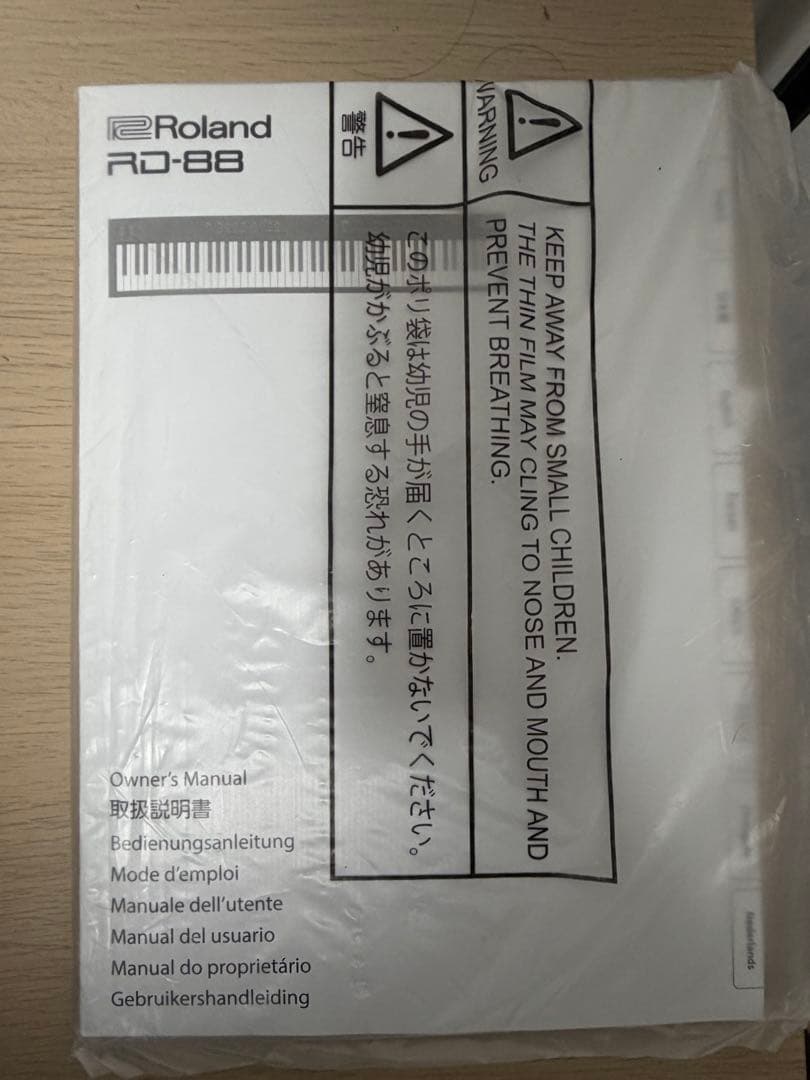 Roland
RD-88
警告
このポリ袋は幼児の手が届くところに置かないでください。
幼児がかぶると窒息する恐れがあります。
WARNING
KEEP AWAY FROM SMALL CHILDREN.
THE THIN FILM MAY CLING TO NOSE AND MOUTH AND
PREVENT BREATHING.
Owner's Manual
取扱説明書
Bedienungsanleitung
Mode d'emploi
Manuale dell'utente
Manual del usuario
Manual do proprietário
Gebruikershandleiding
Nederlands